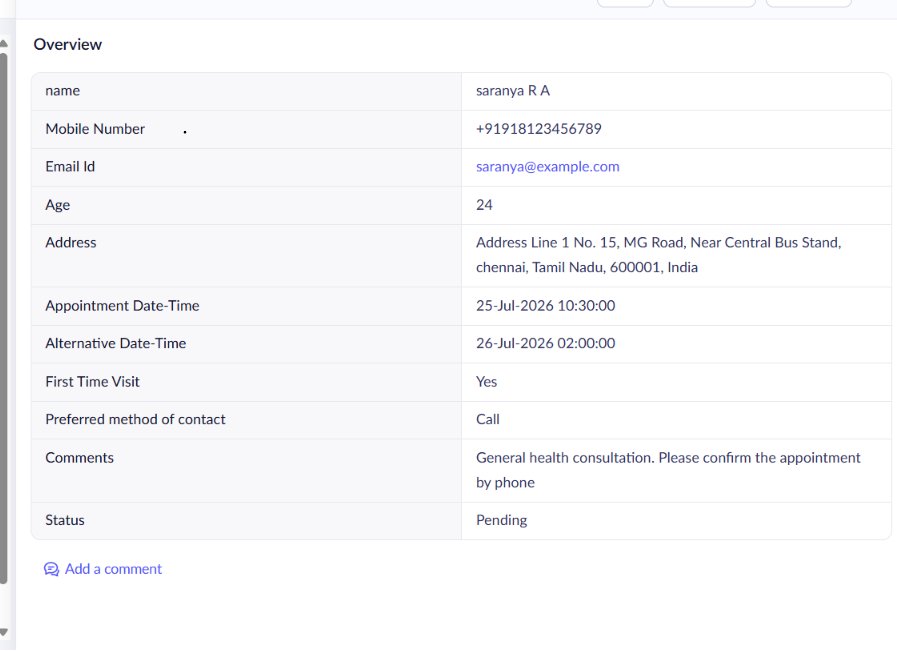 Overview
name saranya R A
Mobile Number . +91918123456789
Email Id saranya@example.com
Age 24
Address Address Line 1 No. 15, MG Road, Near Central Bus Stand,
chennai, Tamil Nadu, 600001, India
Appointment Date-Time 25-Jul-2026 10:30:00
Alternative Date-Time 26-Jul-2026 02:00:00
First Time Visit Yes
Preferred method of contact Call
Comments General health consultation. Please confirm the appointment
by phone
Status Pending
Add a comment